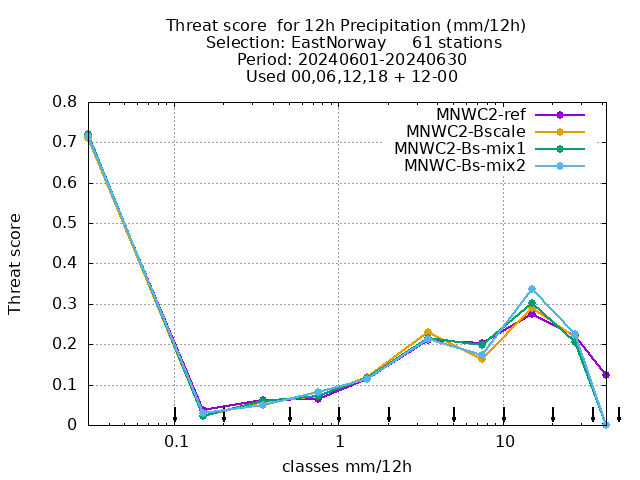 Threat score  for 12h Precipitation (mm/12h)
Selection: EastNorway     61 stations
Period: 20240601-20240630
Used 00,06,12,18 + 12-00
MNWC2-ref
MNWC2-Bscale
MNWC2-Bs-mix1
MNWC-Bs-mix2
Threat score
0.8
0.7
0.6
0.5
0.4
0.3
0.2
0.1
0
0.1
1
10
classes mm/12h